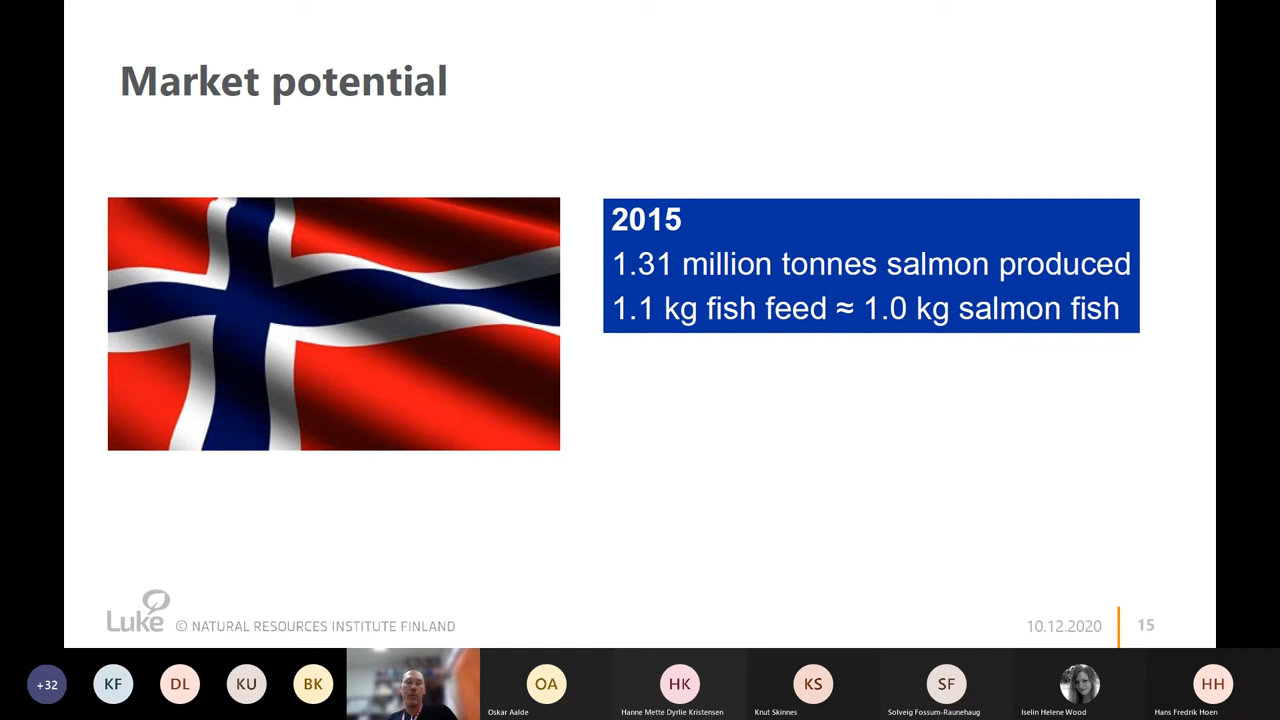 Market potential
2015
1.31 million tonnes salmon produced
1.1 kg fish feed ≈ 1.0 kg salmon fish
Luke
© NATURAL RESOURCES INSTITUTE FINLAND
10.12.2020
15
+32
KF
DL
KU
BK
OA
HK
KS
SF
HH
Oskar Aalde
Hanne Mette Dyrlie Kristensen
Knut Skinnes
Solveig Fossum-Raunehaug
Iselin Helene Wood
Hans Fredrik Hoen